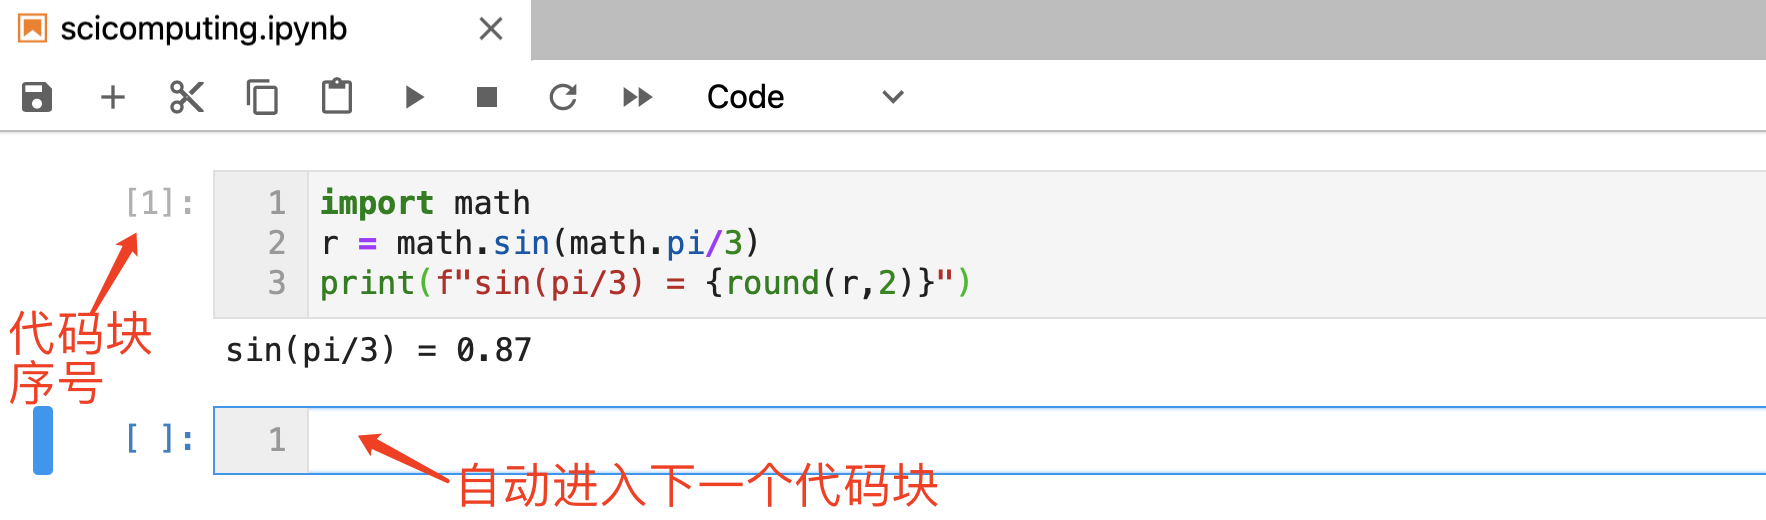 scicomputing.ipynb
Code
[1]:
1 import math
2 r = math.sin(math.pi/3)
3 print(f"sin(pi/3) = {round(r,2)}")
代码块
序号
sin(pi/3) = 0.87
[ ]:
1
自动进入下一个代码块